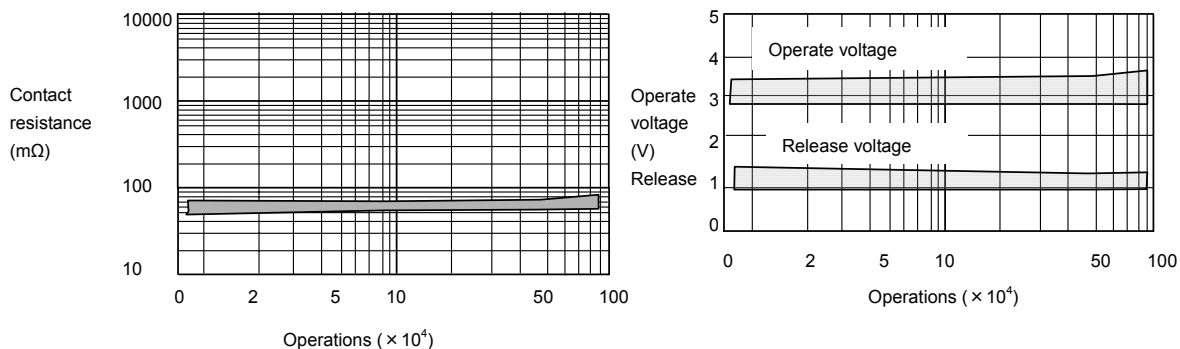 10000
1000
100
10
Contact
resistance
(mΩ)
0 2 5 10 50 100
Operations (×10⁴)
5
4
3
2
1
0
Operate voltage
Release voltage
Operate
voltage
(V)
Release
0 2 5 10 50 100
Operations (×10⁴)